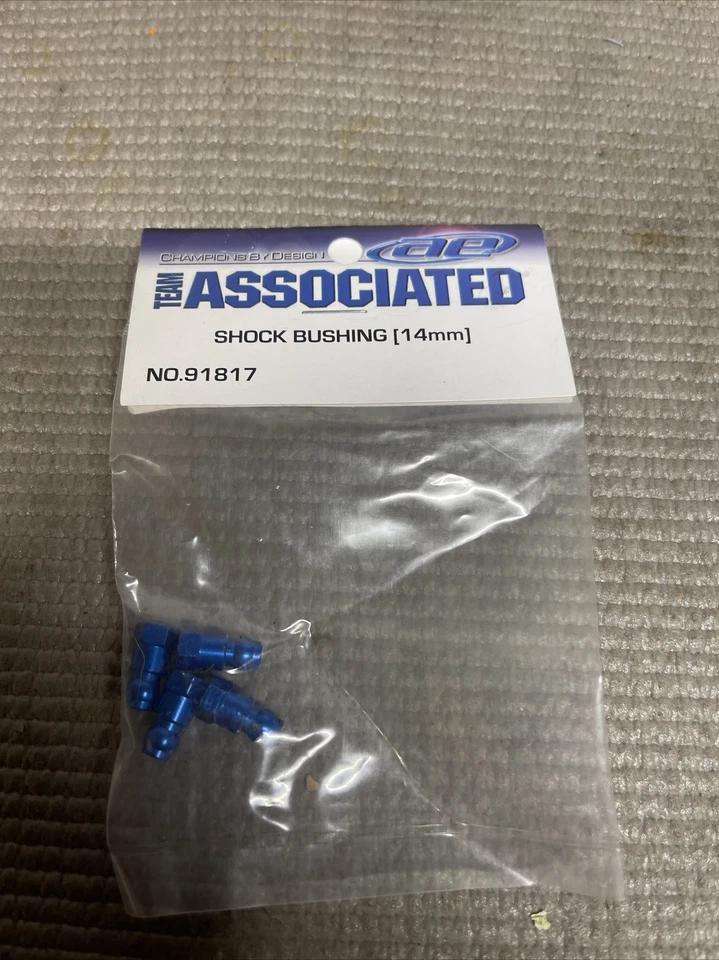 CHAMPIONS BY DESIGN
ae
TEAM ASSOCIATED
SHOCK BUSHING [14mm]
NO.91817